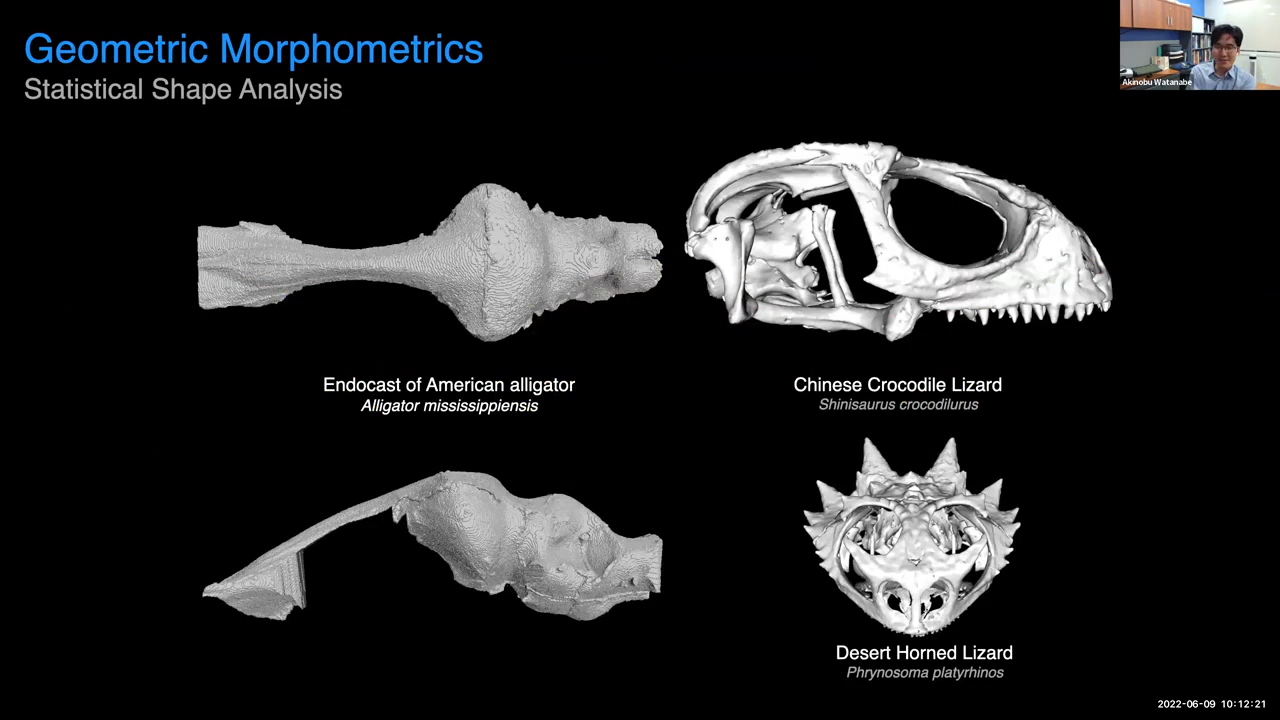 Geometric Morphometrics
Statistical Shape Analysis
Akinobu Watanabe
Endocast of American alligator
Alligator mississippiensis
Chinese Crocodile Lizard
Shinisaurus crocodilurus
Desert Horned Lizard
Phrynosoma platyrhinos
2022-06-09 10:12:21